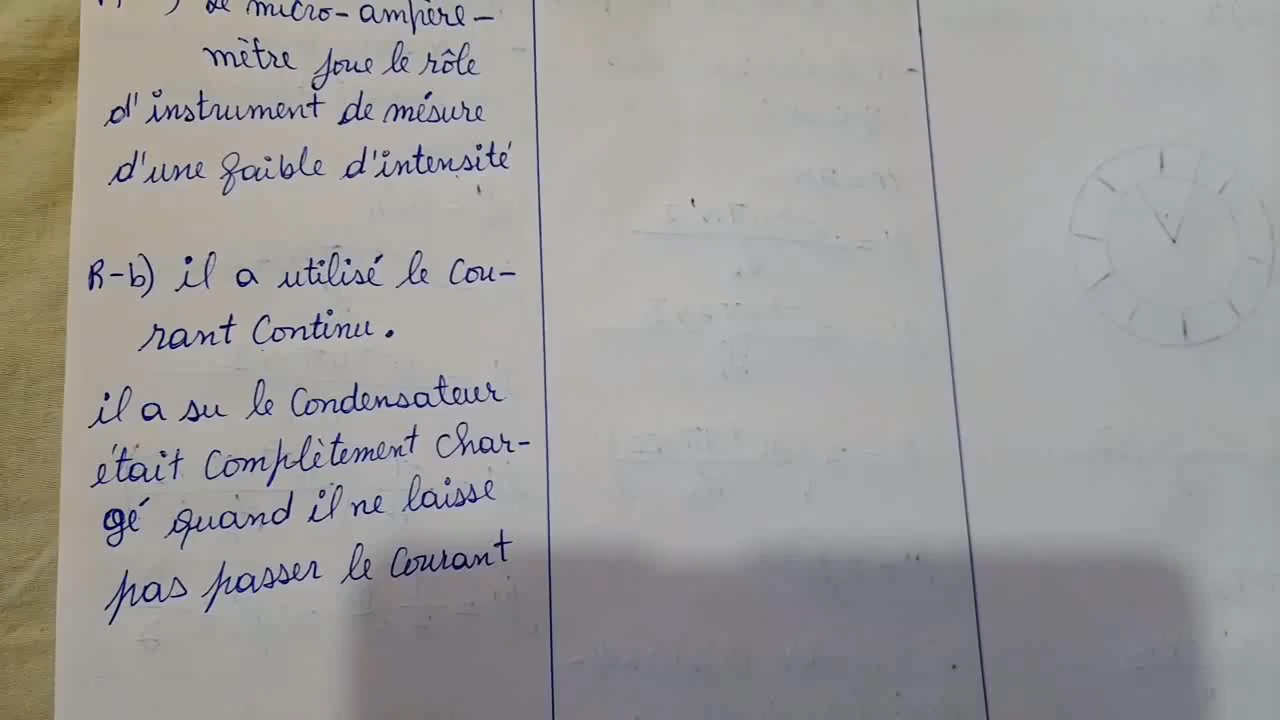 ) Le micro-ampère-
mètre joue le rôle
d'instrument de mésure
d'une faible d'intensité
R-b) il a utilisé le cou-
rant continu.
il a su le condensateur
était complètement char-
gé quand il ne laisse
pas passer le courant